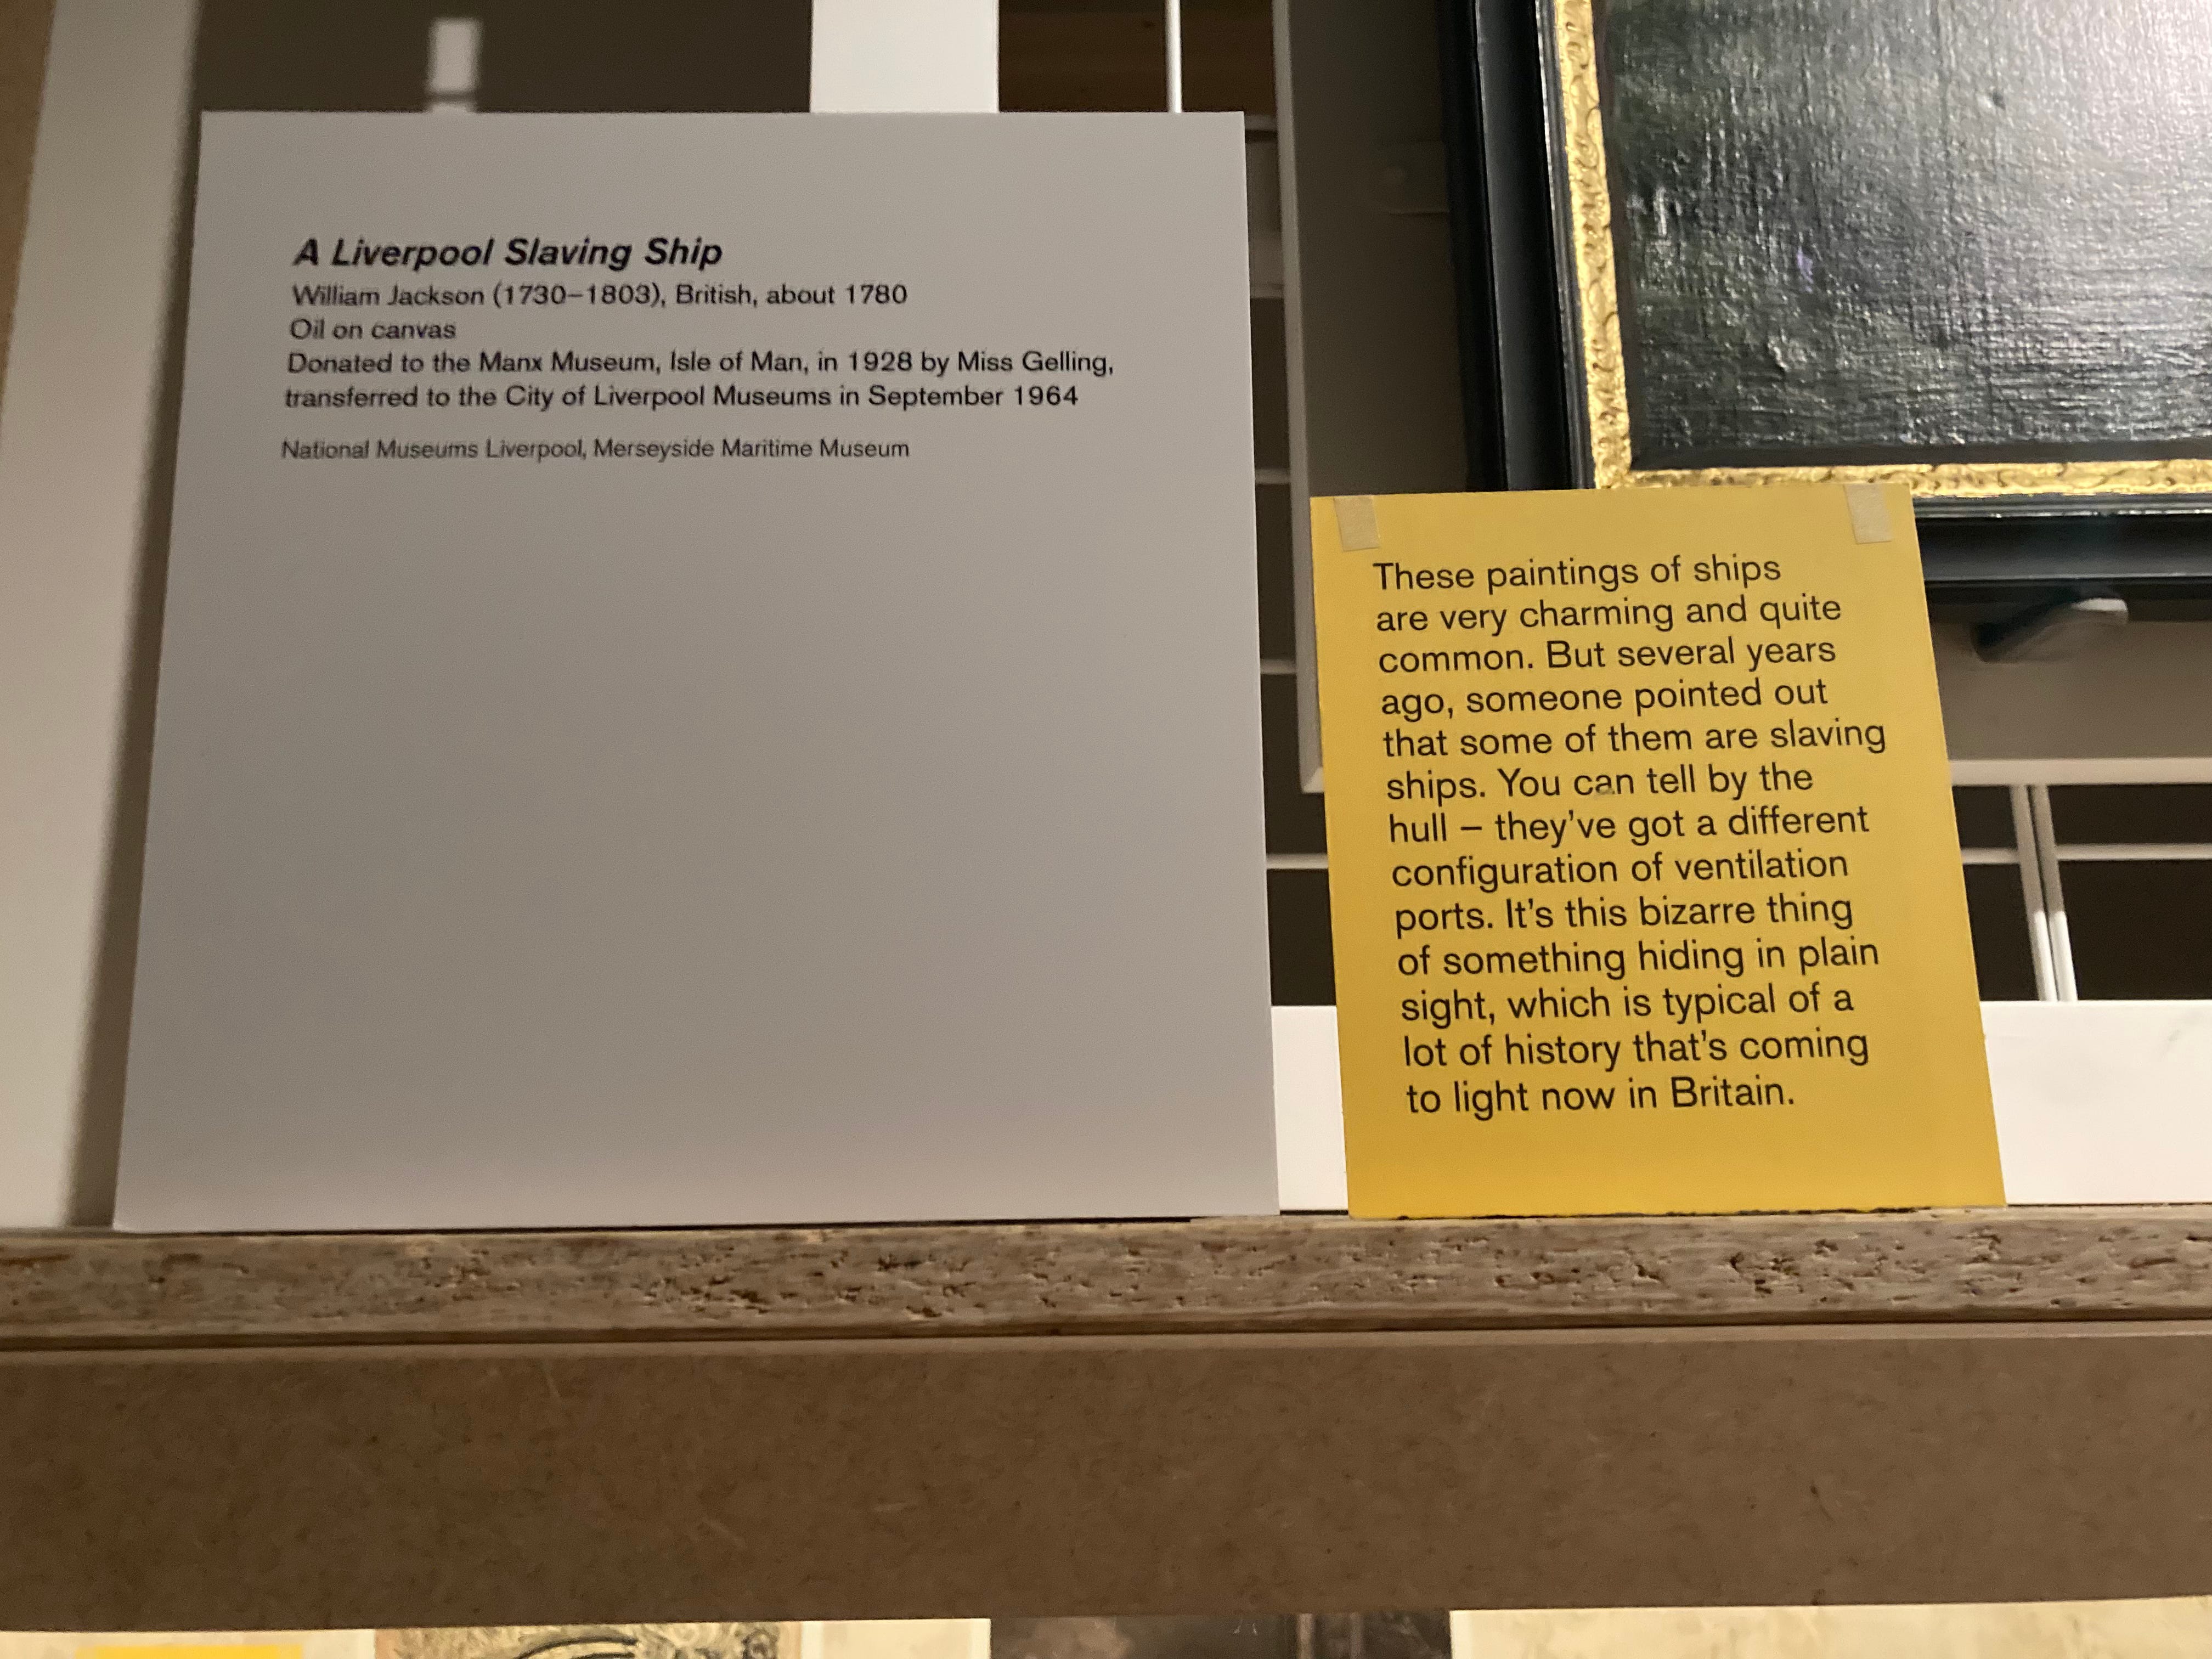 A Liverpool Slaving Ship
William Jackson (1730–1803), British, about 1780
Oil on canvas
Donated to the Manx Museum, Isle of Man, in 1928 by Miss Gelling,
transferred to the City of Liverpool Museums in September 1964
National Museums Liverpool, Merseyside Maritime Museum
These paintings of ships
are very charming and quite
common. But several years
ago, someone pointed out
that some of them are slaving
ships. You can tell by the
hull – they've got a different
configuration of ventilation
ports. It's this bizarre thing
of something hiding in plain
sight, which is typical of a
lot of history that's coming
to light now in Britain.